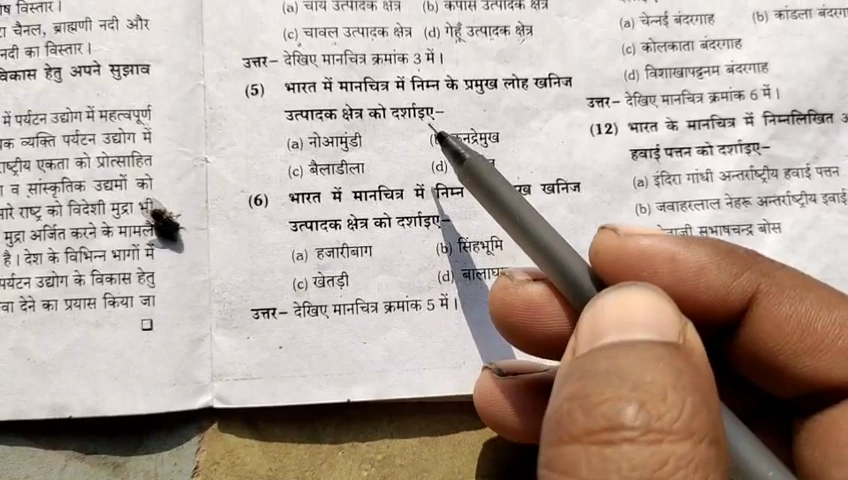 ष विस्तार।
चैनल, ब्राह्मणी नदी और
नदी का विस्तार।
विकास हेतु अपने सुझाव
में पर्यटन उद्योग में महत्वपूर्ण
क व्यक्ति पर्यटन उद्योग में
राष्ट्रीय एकता को प्रोत्साहित
व सांस्कृतिक उद्यमों को
राष्ट्र को विदेशी मुद्रा भी
मुद्रा अर्जित करने के मामले
है। देश के विभिन्न भागों में
पर्यटन उद्योग के विकास हेतु
वा देने का प्रयास किया जा
(a) चाय उत्पादक क्षेत्र (b) कपास उत्पादक क्षेत्र
(c) चावल उत्पादक क्षेत्र (d) गेहूँ उत्पादक क्षेत्र
उत्तर– देखिए मानचित्र क्रमांक 3 में।
(5) भारत में मानचित्र में निम्न के प्रमुख लोह खनिज
उत्पादक क्षेत्र को दर्शाइए–
(a) नोआमुंडी
(c) बैलाडीला (d)
(6) भारत में मानचित्र में निम्न खनिज
उत्पादक क्षेत्र को दर्शाइए–
(a) हजारीबाग (b) सिंहभूमि
(c) खेतड़ी (d)
उत्तर– देखिए मानचित्र क्रमांक 5 में।
(a) चेन्नई बंदरगाह (b) कांडला
(c) कोलकाता बंदरगाह
(d) विशाखापट्टनम बंदरगाह
उत्तर– देखिए मानचित्र क्रमांक 6 में।
(12) भारत के मानचित्र में निम्नलिखित
हवाई पत्तन को दर्शाइए–
(a) इंदिरा गांधी अन्तर्राष्ट्रीय हवाई पत्तन
(b) जवाहरलाल नेहरू अन्तर्राष्ट्रीय हवाई
सुभाषचन्द्र बोस